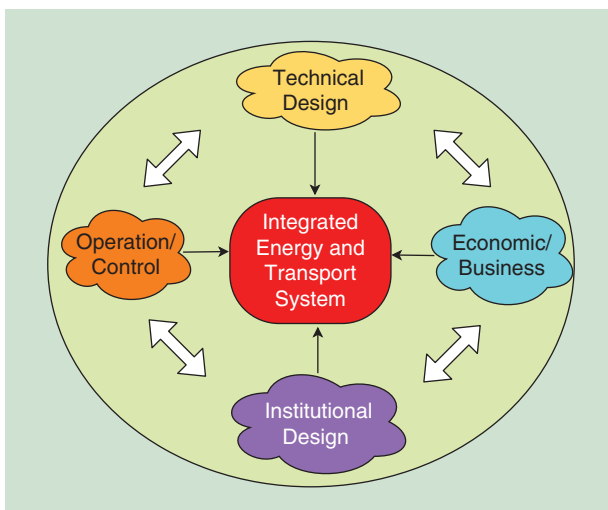 Technical
Design
Operation/
Control
Integrated
Energy and
Transport
System
Economic/
Business
Institutional
Design